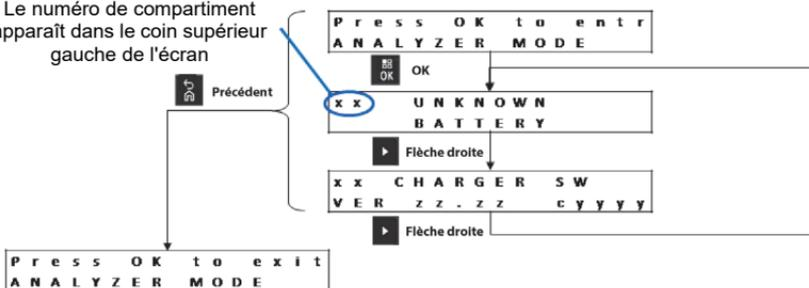 Le numéro de compartiment
apparaît dans le coin supérieur
gauche de l'écran
Press OK to entr
ANALYZER MODE
OK
OK
Précédent
xx UNKNOWN
BATTERY
Flèche droite
xx CHARGER SW
VER zz.zz cyyyy
Flèche droite
Press OK to exit
ANALYZER MODE